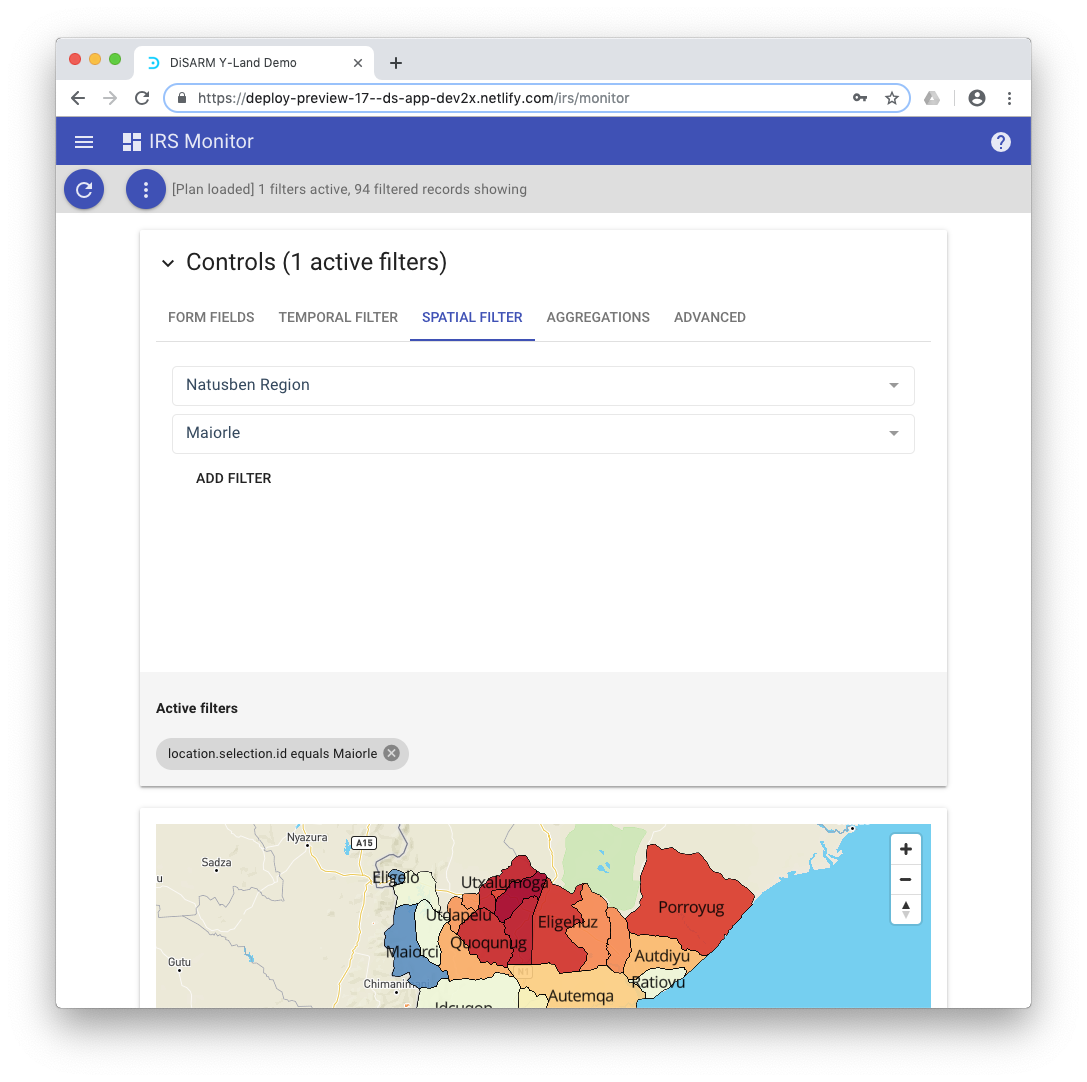 DiSARM Y-Land Demo
https://deploy-preview-17--ds-app-dev2x.netlify.com/irs/monitor
IRS Monitor
[Plan loaded] 1 filters active, 94 filtered records showing
Controls (1 active filters)
FORM FIELDS TEMPORAL FILTER SPATIAL FILTER AGGREGATIONS ADVANCED
Natusben Region
Maiorle
ADD FILTER
Active filters
location.selection.id equals Maiorle
Nyazura
A15
Sadza
u
Eligelo
Utxalumoga
Utqapelu
Eligehuz
Porroyug
Quoqunug
Maiorci
Autdiyu
Gutu
N1
Chimanim
Ratiovu
Autemqa
Idcugon